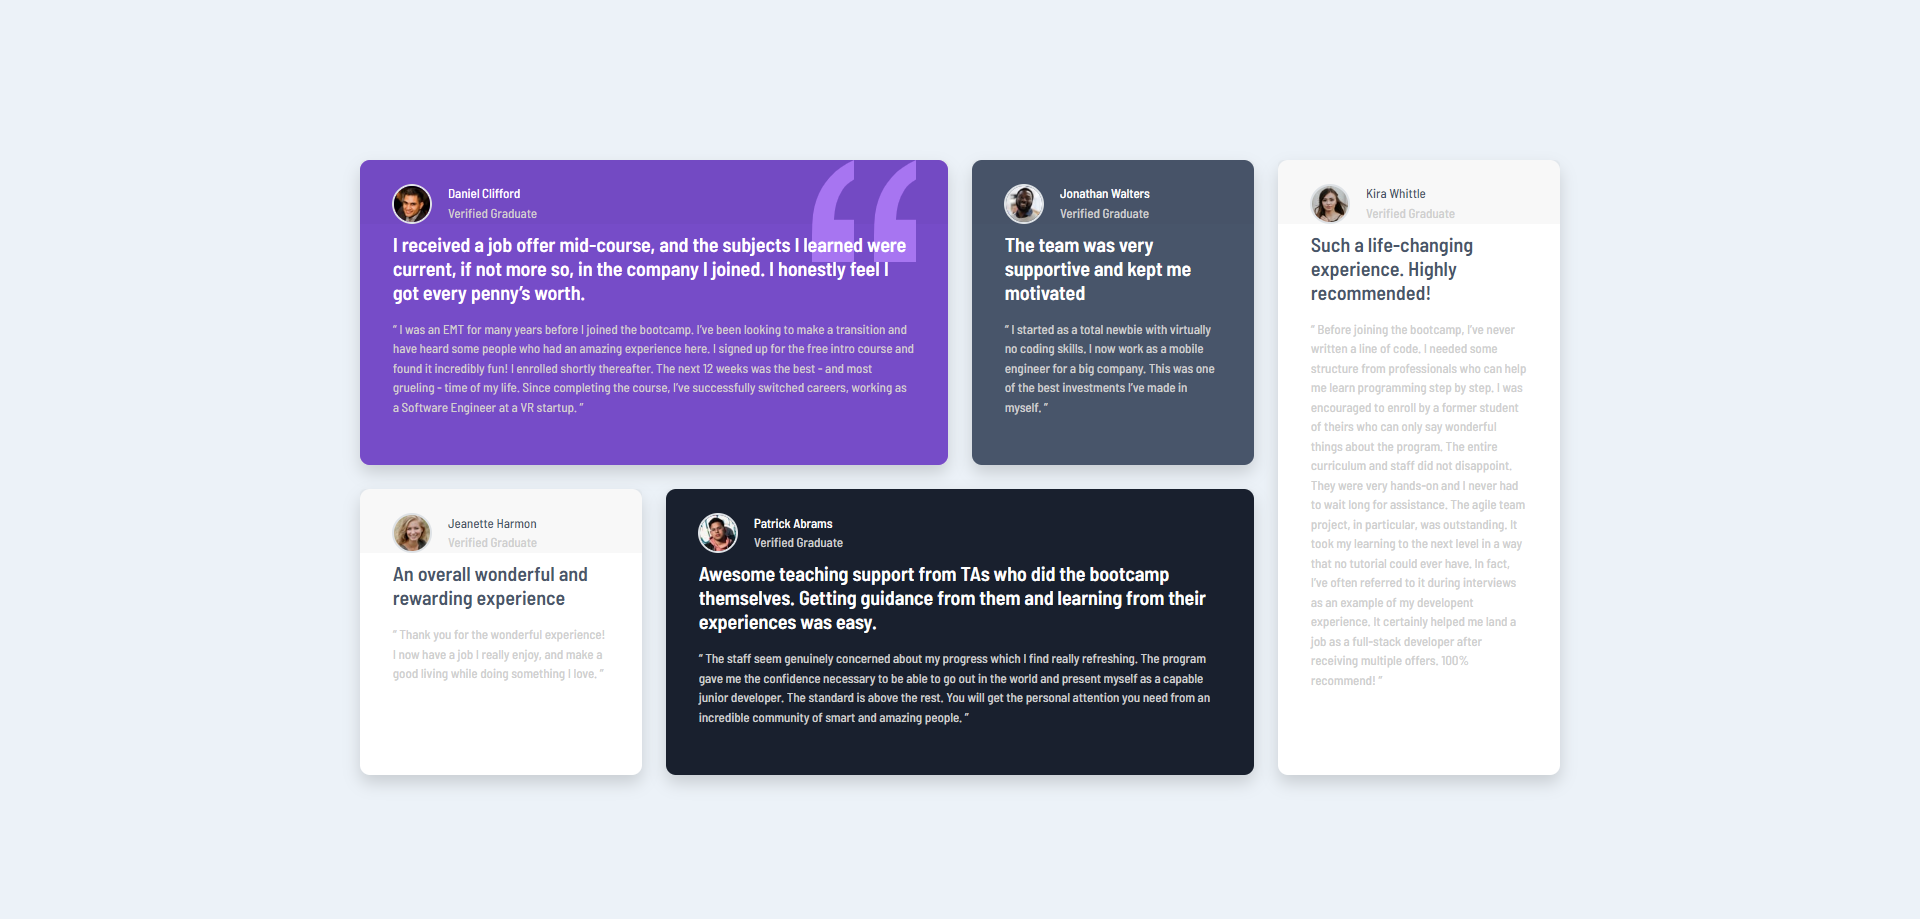 Daniel Clifford
Verified Graduate
I received a job offer mid-course, and the subjects I learned were
current, if not more so, in the company I joined. I honestly feel I
got every penny’s worth.
“ I was an EMT for many years before I joined the bootcamp. I’ve been looking to make a transition and
have heard some people who had an amazing experience here. I signed up for the free intro course and
found it incredibly fun! I enrolled shortly thereafter. The next 12 weeks was the best - and most
grueling - time of my life. Since completing the course, I’ve successfully switched careers, working as
a Software Engineer at a VR startup. ”
Jonathan Walters
Verified Graduate
The team was very
supportive and kept me
motivated
“ I started as a total newbie with virtually
no coding skills. I now work as a mobile
engineer for a big company. This was one
of the best investments I’ve made in
myself. ”
Kira Whittle
Verified Graduate
Such a life-changing
experience. Highly
recommended!
“ Before joining the bootcamp, I’ve never
written a line of code. I needed some
structure from professionals who can help
me learn programming step by step. I was
encouraged to enroll by a former student
of theirs who can only say wonderful
things about the program. The entire
curriculum and staff did not disappoint.
They were very hands-on and I never had
to wait long for assistance. The agile team
project, in particular, was outstanding. It
took my learning to the next level in a way
that no tutorial could ever have. In fact,
I’ve often referred to it during interviews
as an example of my developent
experience. It certainly helped me land a
job as a full-stack developer after
receiving multiple offers. 100%
recommend! ”
Jeanette Harmon
Verified Graduate
An overall wonderful and
rewarding experience
“ Thank you for the wonderful experience!
I now have a job I really enjoy, and make a
good living while doing something I love. ”
Patrick Abrams
Verified Graduate
Awesome teaching support from TAs who did the bootcamp
themselves. Getting guidance from them and learning from their
experiences was easy.
“ The staff seem genuinely concerned about my progress which I find really refreshing. The program
gave me the confidence necessary to be able to go out in the world and present myself as a capable
junior developer. The standard is above the rest. You will get the personal attention you need from an
incredible community of smart and amazing people. ”